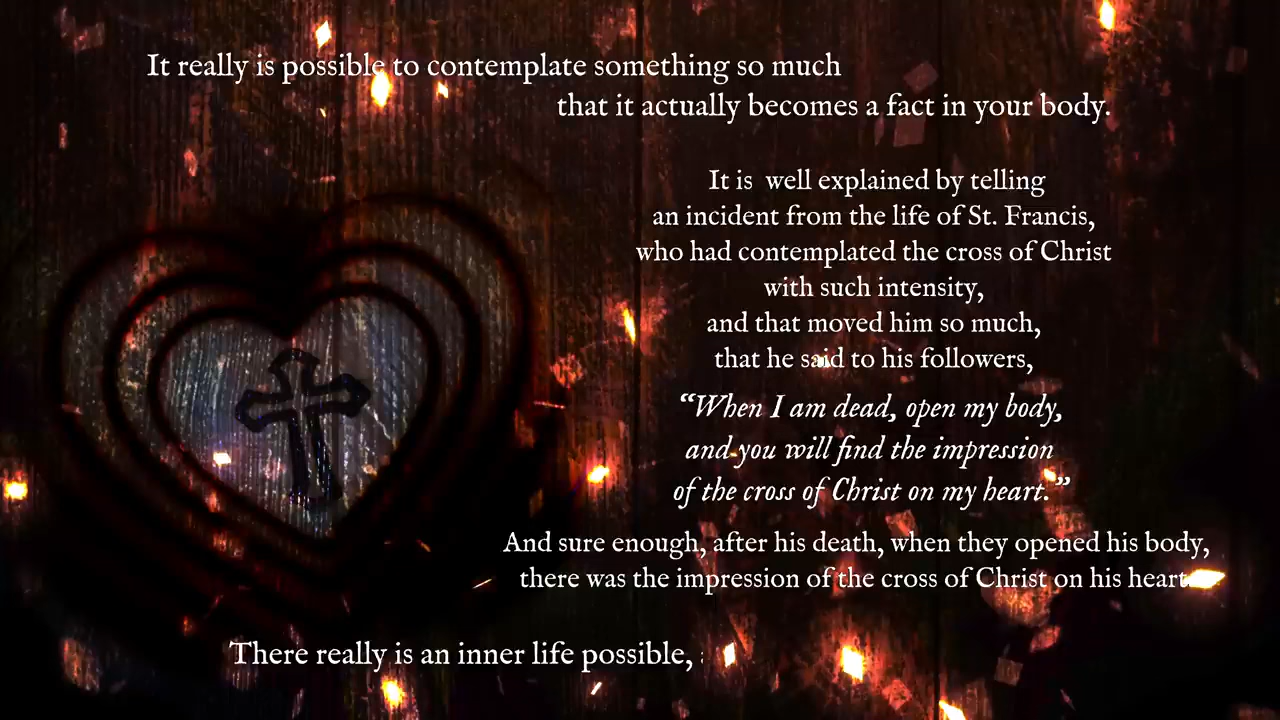 It really is possible to contemplate something so much
that it actually becomes a fact in your body.
It is well explained by telling
an incident from the life of St. Francis,
who had contemplated the cross of Christ
with such intensity,
and that moved him so much,
that he said to his followers,
“When I am dead, open my body,
and you will find the impression
of the cross of Christ on my heart.”
And sure enough, after his death, when they opened his body,
there was the impression of the cross of Christ on his heart.
There really is an inner life possible,